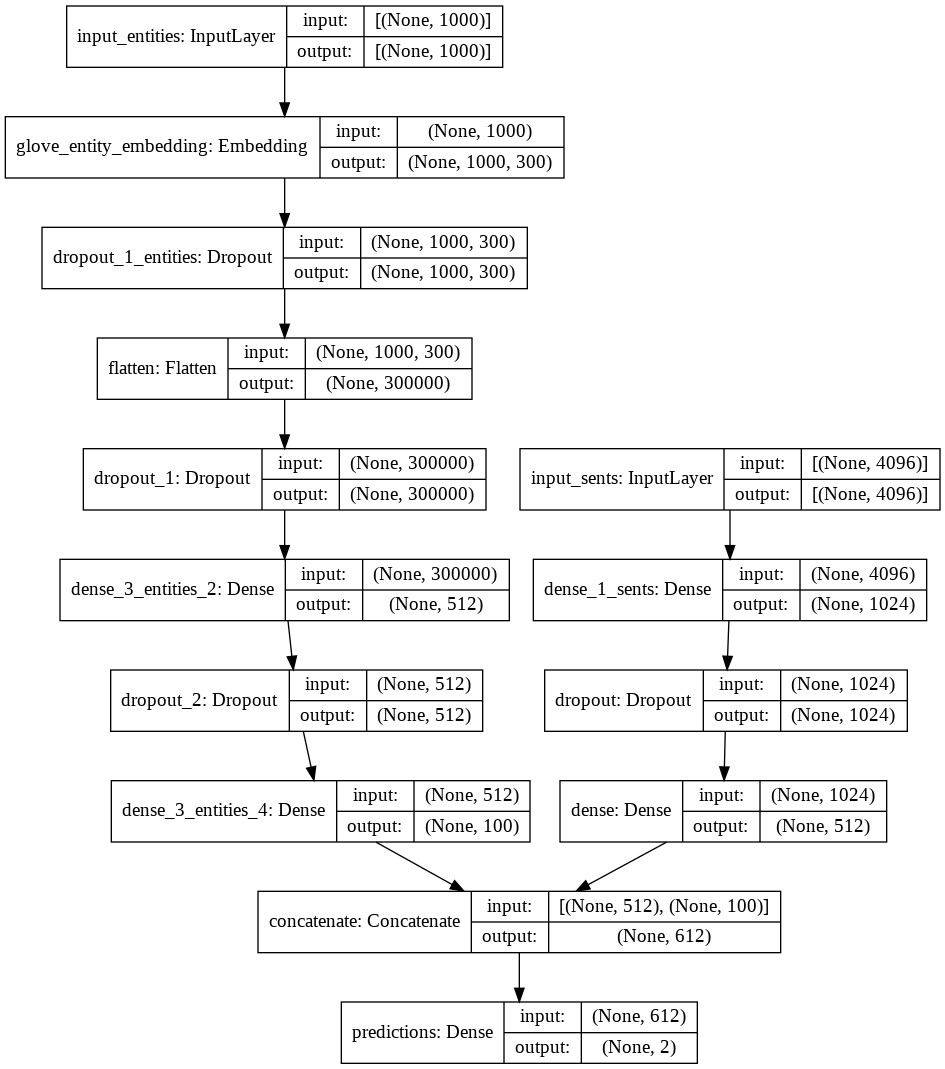 input_entities: InputLayer
input: [(None, 1000)]
output: [(None, 1000)]
glove_entity_embedding: Embedding
input: (None, 1000)
output: (None, 1000, 300)
dropout_1_entities: Dropout
input: (None, 1000, 300)
output: (None, 1000, 300)
flatten: Flatten
input: (None, 1000, 300)
output: (None, 300000)
dropout_1: Dropout
input: (None, 300000)
output: (None, 300000)
input_sents: InputLayer
input: [(None, 4096)]
output: [(None, 4096)]
dense_3_entities_2: Dense
input: (None, 300000)
output: (None, 512)
dense_1_sents: Dense
input: (None, 4096)
output: (None, 1024)
dropout_2: Dropout
input: (None, 512)
output: (None, 512)
dropout: Dropout
input: (None, 1024)
output: (None, 1024)
dense_3_entities_4: Dense
input: (None, 512)
output: (None, 100)
dense: Dense
input: (None, 1024)
output: (None, 512)
concatenate: Concatenate
input: [(None, 512), (None, 100)]
output: (None, 612)
predictions: Dense
input: (None, 612)
output: (None, 2)